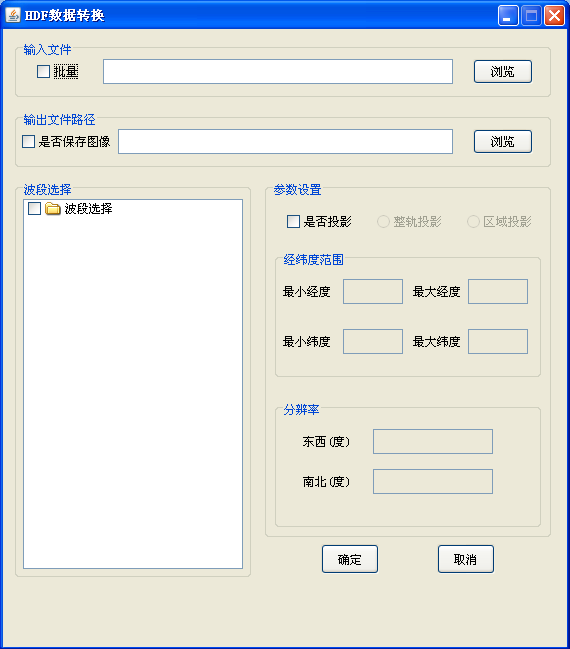 HDF数据转换
输入文件
批量
浏览
输出文件路径
是否保存图像
浏览
波段选择
波段选择
参数设置
是否投影 整轨投影 区域投影
经纬度范围
最小经度 最大经度
最小纬度 最大纬度
分辨率
东西(度)
南北(度)
确定 取消